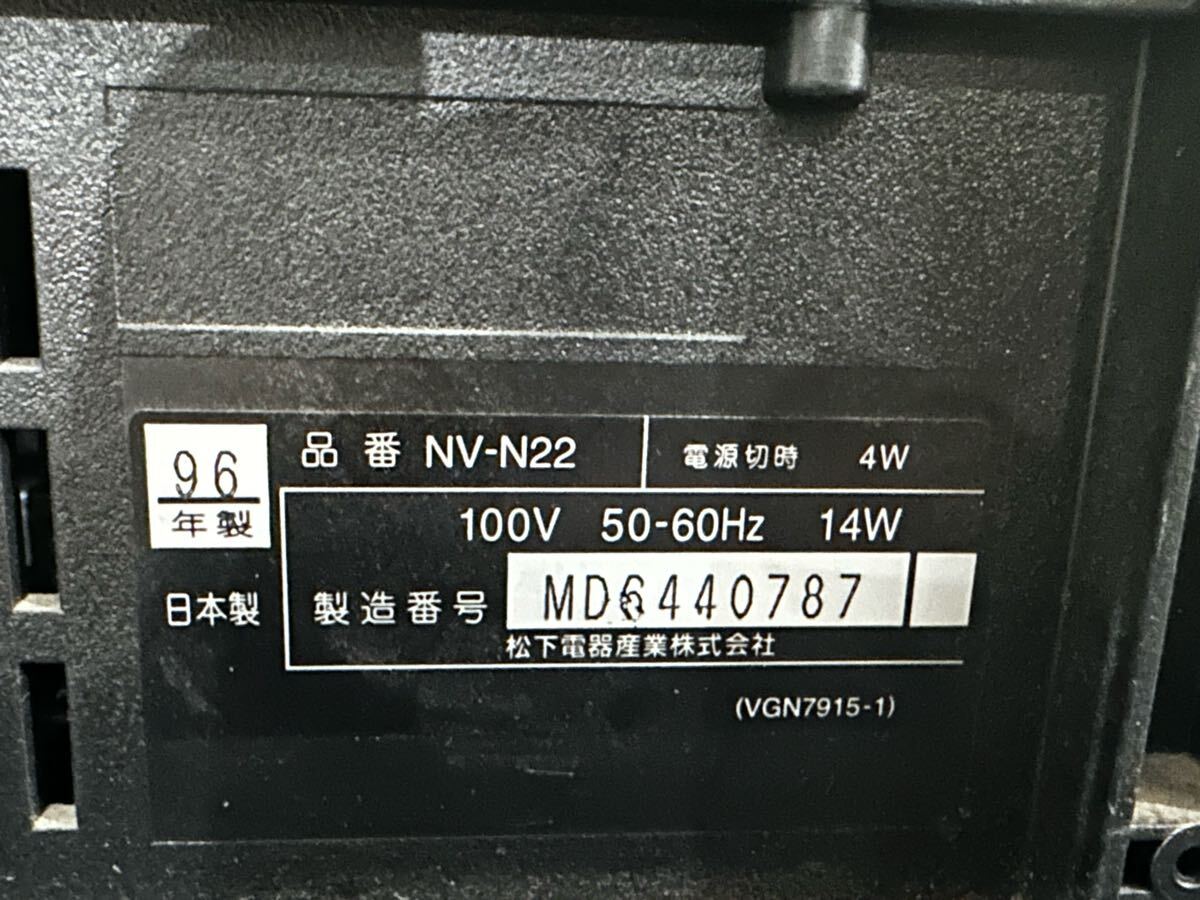 96
年製
品番 NV-N22
電源切時 4W
100V 50-60Hz 14W
日本製
製造番号 MD6440787
松下電器産業株式会社
(VGN7915-1)